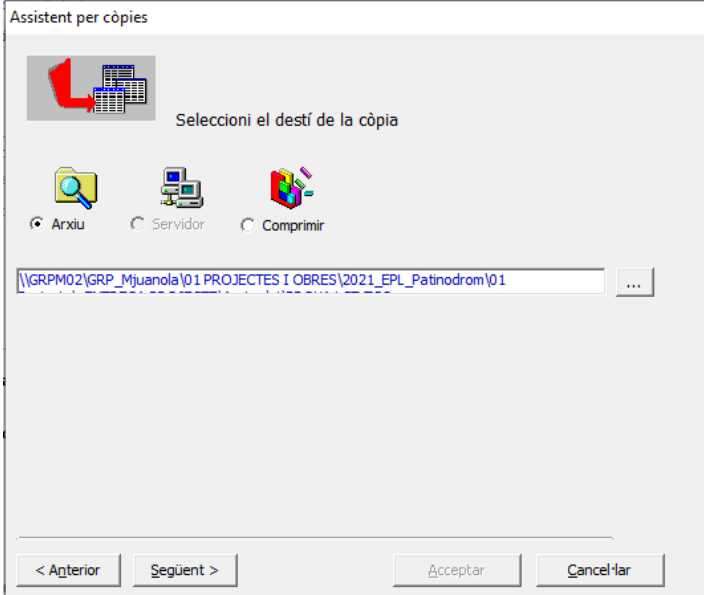 Assistent per còpies
Seleccioni el destí de la còpia
Arxiu
Servidor
Comprimir
\\GRPM02\GRP_Mjuanola\01 PROJECTES I OBRES\2021_EPL_Patinodrom\01
...
< Anterior
Següent >
Acceptar
Cancel·lar